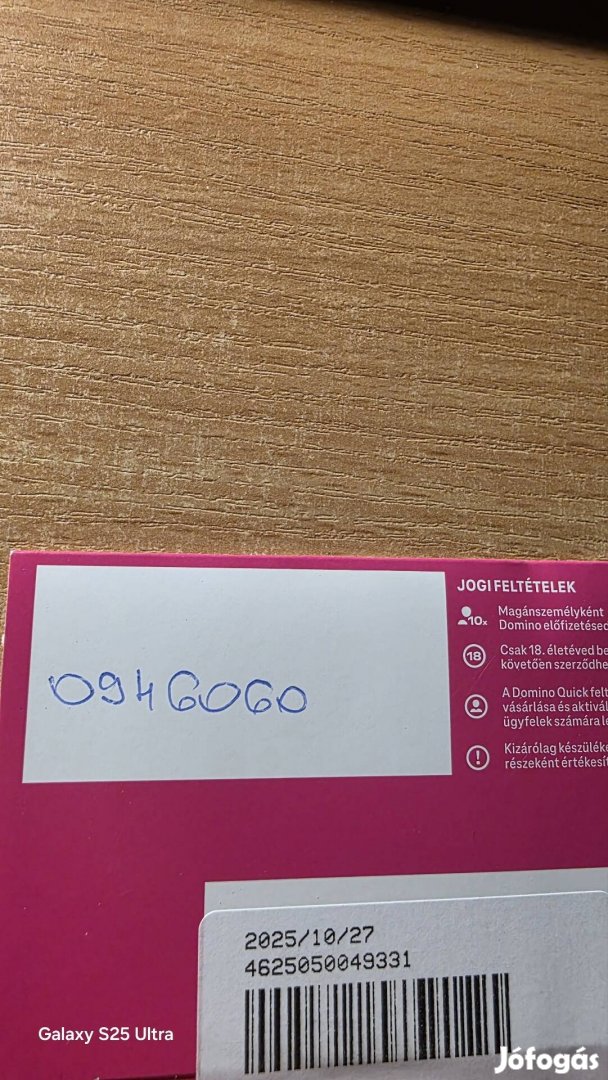 JOGI FELTÉTELEK
10x
Magánszemélyként
Domino előfizetésed
18
Csak 18. életéved be
követően szerződhe
A Domino Quick felt
vásárlása és aktivál
ügyfelek számára le
Kizárólag készüléke
részeként értékesít
0946060
2025/10/27
4625050049331
Galaxy S25 Ultra
Jófogás